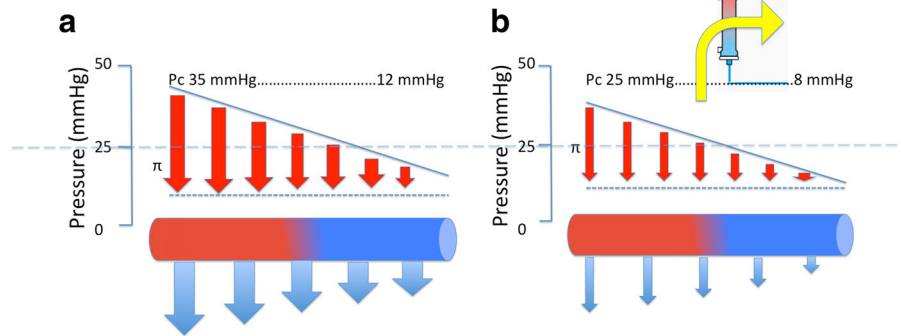 a
50
Pc 35 mmHg……………………12 mmHg
Pressure (mmHg)
25
π
0
b
50
Pc 25 mmHg……………………8 mmHg
Pressure (mmHg)
25
π
0